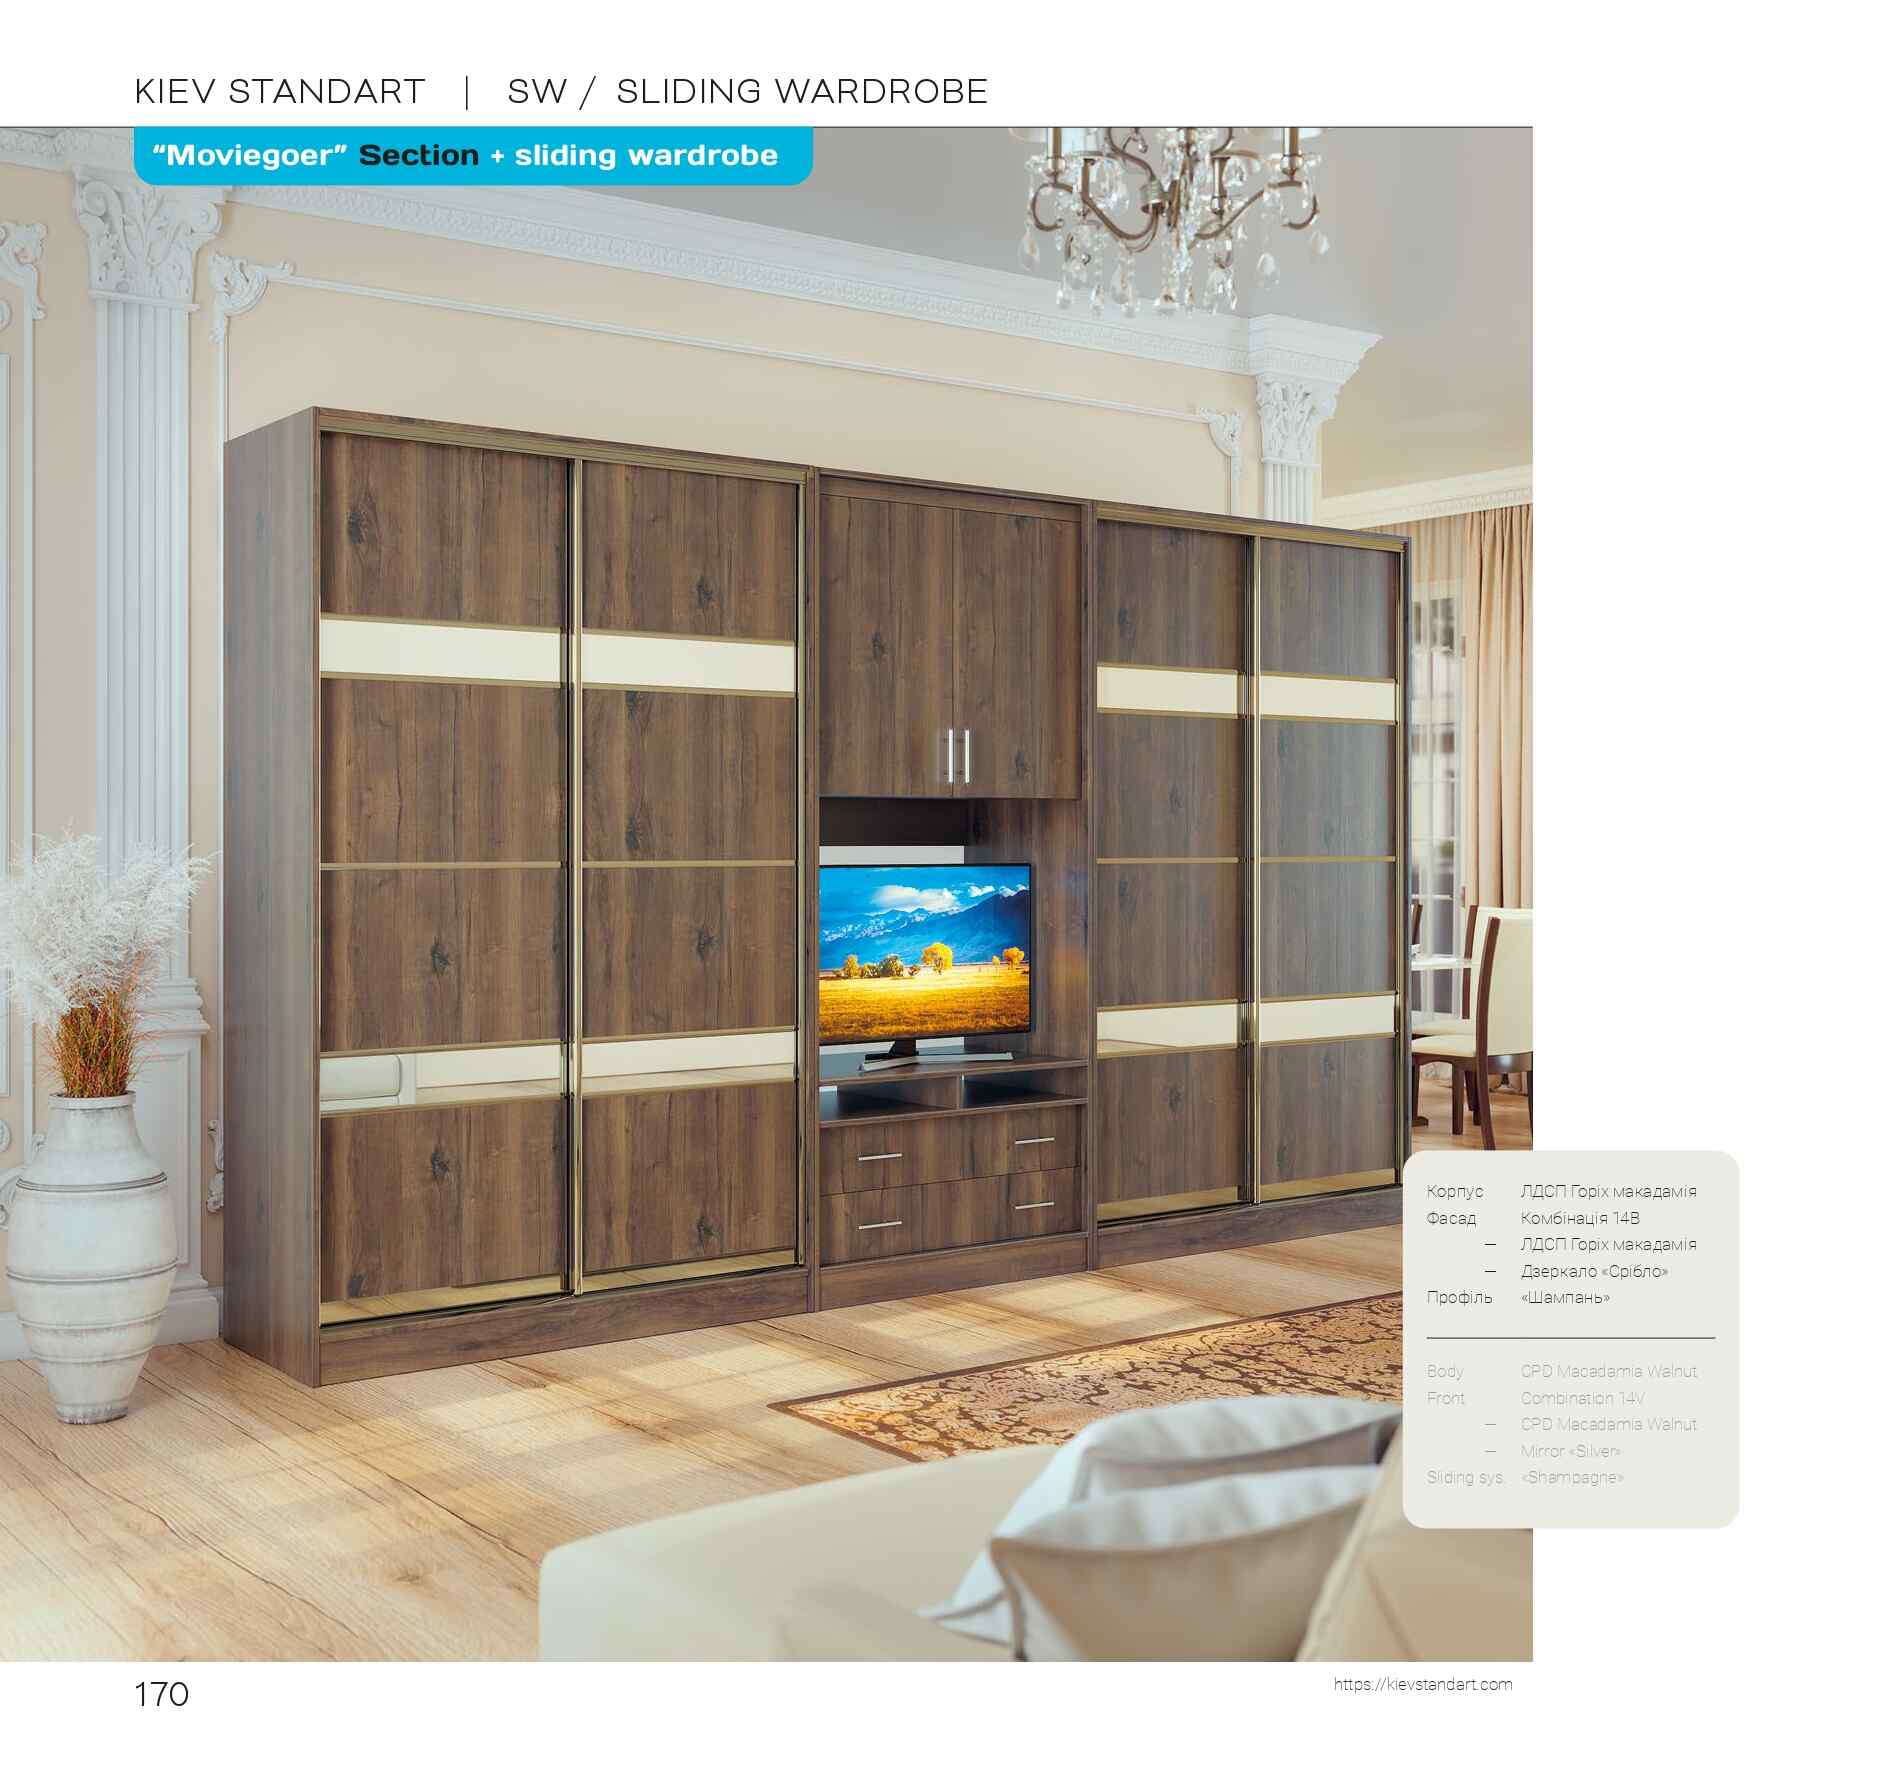 KIEV STANDART | SW / SLIDING WARDROBE
“Moviegoer” Section + sliding wardrobe
Корпус ЛДСП Горіх макадамія
Фасад Комбінація 14В
— ЛДСП Горіх макадамія
— Дзеркало «Срібло»
Профіль «Шампань»
Body CPD Macadamia Walnut
Front Combination 14V
— CPD Macadamia Walnut
— Mirror «Silver»
Sliding sys. «Shampagne»
170
https://kievstandart.com